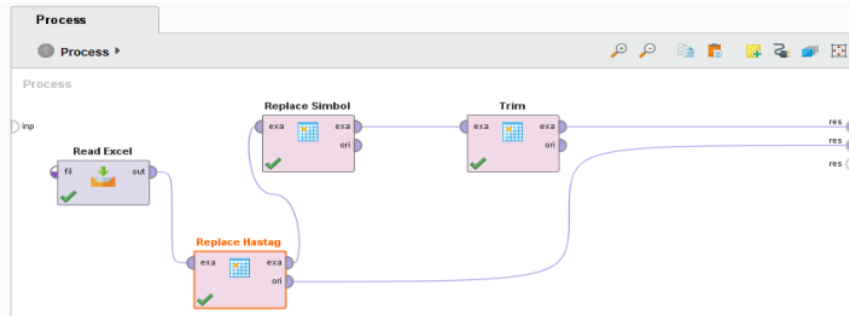 Process
Process
Process
inp
Read Excel
fil
out
Replace Hastag
exa
exa
ori
Replace Simbol
exa
exa
ori
Trim
exa
exa
ori
res
res
res